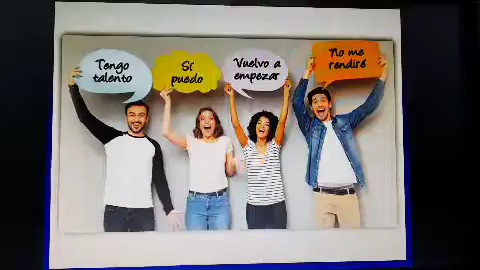 Tengo
talento
Sí
puedo
Vuelvo a
empezar
No me
rendiré